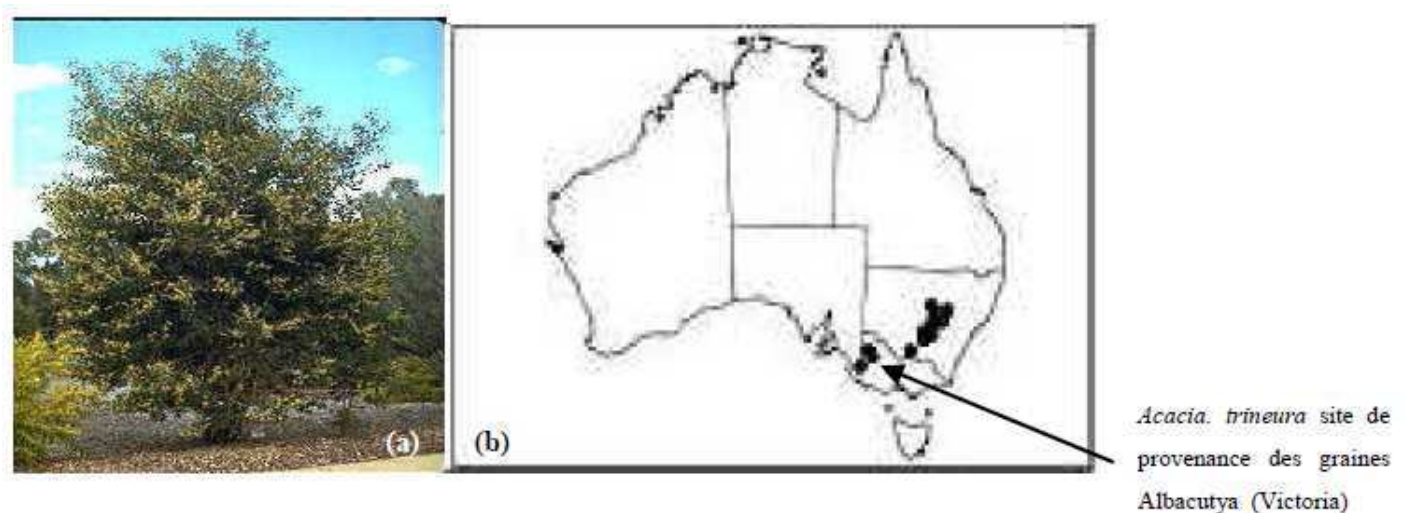 (a)
(b)
Acacia. trineura site de
provenance des graines
Albacutya (Victoria)